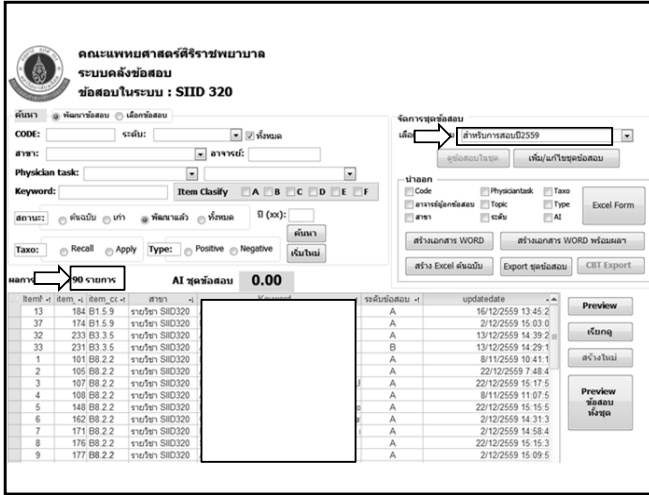 คณะแพทยศาสตร์ศิริราชพยาบาล
ระบบคลังข้อสอบ
ข้อสอบในระบบ : SIID 320
ค้นหา พัฒนาข้อสอบ เลือกข้อสอบ
CODE: ระดับ: ทั้งหมด
สาขา: อาจารย์:
Physician task:
Keyword: Item Clasify A B C D E F
สถานะ: ต้นฉบับ เก่า พัฒนาแล้ว ทั้งหมด ปี (xx):
ค้นหา
Taxo: Recall Apply Type: Positive Negative เริ่มใหม่
จัดการชุดข้อสอบ
สำหรับการสอบปี2559
ดูข้อสอบในชุด เพิ่ม/แก้ไขชุดข้อสอบ
นำออก
Code Physiciantask Taxo
อาจารย์ผู้ออกข้อสอบ Topic Type Excel Form
สาขา ระดับ AI
สร้างเอกสาร WORD สร้างเอกสาร WORD พร้อมผลฯ
สร้าง Excel ต้นฉบับ Export ชุดข้อสอบ CBT Export
ผลการ 90 รายการ AI ชุดข้อสอบ 0.00
สาขา Keyword ระดับข้อสอบ updatedate
13 184 B1.5.9 รายวิชา SIID320 A 16/12/2559 13:45:2
37 174 B1.5.9 รายวิชา SIID320 A 2/12/2559 15:03:0
32 233 B3.3.5 รายวิชา SIID320 A 13/12/2559 14:39:2
33 231 B3.3.5 รายวิชา SIID320 B 13/12/2559 14:29:1
1 101 B8.2.2 รายวิชา SIID320 A 8/11/2559 10:41:1
2 105 B8.2.2 รายวิชา SIID320 A 22/12/2559 7:48:4
3 107 B8.2.2 รายวิชา SIID320 A 22/12/2559 15:17:5
4 108 B8.2.2 รายวิชา SIID320 A 8/11/2559 11:07:5
5 148 B8.2.2 รายวิชา SIID320 A 22/12/2559 15:15:5
6 162 B8.2.2 รายวิชา SIID320 A 2/12/2559 14:31:3
7 171 B8.2.2 รายวิชา SIID320 A 2/12/2559 14:58:4
8 176 B8.2.2 รายวิชา SIID320 A 22/12/2559 15:15:3
9 177 B8.2.2 รายวิชา SIID320 A 2/12/2559 15:09:5
Preview
เรียกดู
สร้างใหม่
Preview
ข้อสอบ
ทั้งชุด